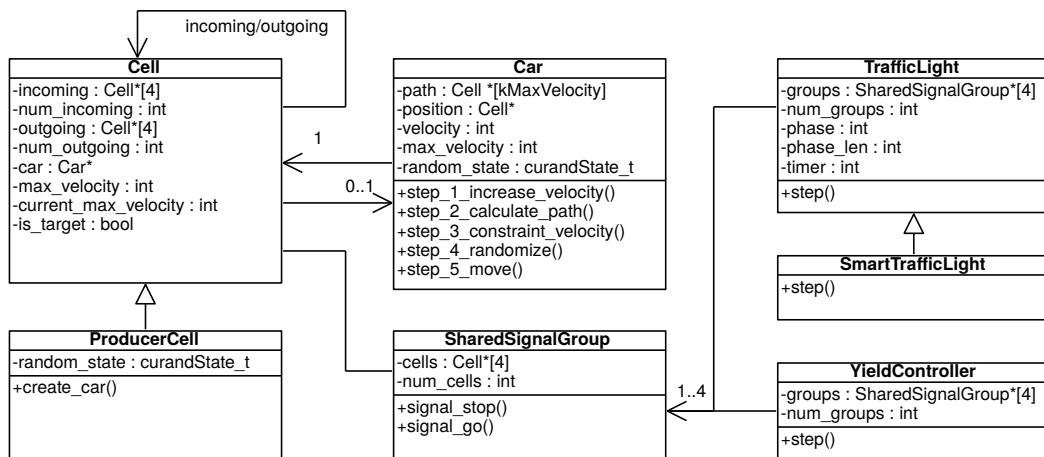 incoming/outgoing
Cell
-incoming : Cell*[4]
-num_incoming : int
-outgoing : Cell*[4]
-num_outgoing : int
-car : Car*
-max_velocity : int
-current_max_velocity : int
-is_target : bool
1
0..1
Car
-path : Cell *[kMaxVelocity]
-position : Cell*
-velocity : int
-max_velocity : int
-random_state : curandState_t
+step_1_increase_velocity()
+step_2_calculate_path()
+step_3_constraint_velocity()
+step_4_randomize()
+step_5_move()
TrafficLight
-groups : SharedSignalGroup*[4]
-num_groups : int
-phase : int
-phase_len : int
-timer : int
+step()
SmartTrafficLight
+step()
ProducerCell
-random_state : curandState_t
+create_car()
SharedSignalGroup
-cells : Cell*[4]
-num_cells : int
+signal_stop()
+signal_go()
1..4
YieldController
-groups : SharedSignalGroup*[4]
-num_groups : int
+step()